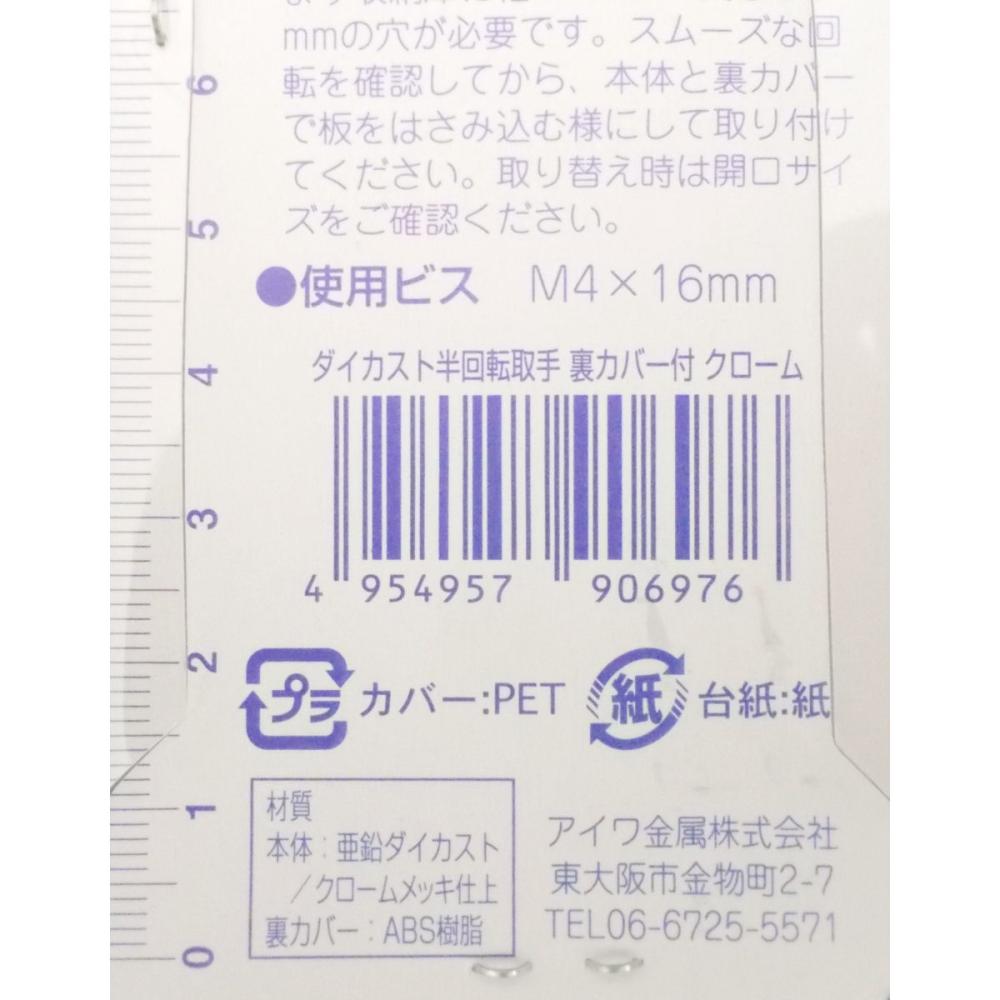 mmの穴が必要です。スムーズな回
転を確認してから、本体と裏カバー
で板をはさみ込む様にして取り付け
てください。取り替え時は開口サイ
ズをご確認ください。
●使用ビス M4×16mm
ダイカスト半回転取手 裏カバー付 クローム
4 954957 906976
プラ カバー:PET 紙 台紙:紙
材質
本体：亜鉛ダイカスト
／クロームメッキ仕上
裏カバー：ABS樹脂
アイワ金属株式会社
東大阪市金物町2-7
TEL06-6725-5571
6
5
4
3
2
1
0